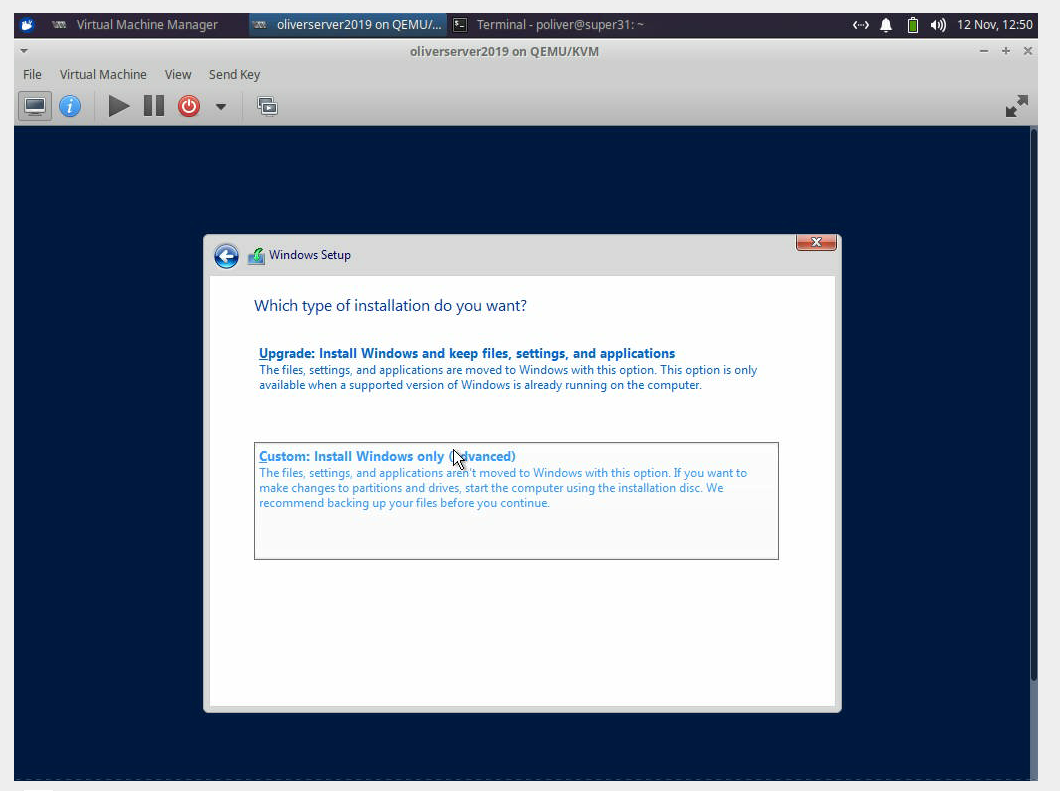 Virtual Machine Manager
oliverserver2019 on QEMU/...
Terminal - poliver@super31: ~
12 Nov, 12:50
oliverserver2019 on QEMU/KVM
File Virtual Machine View Send Key
Windows Setup
Which type of installation do you want?
Upgrade: Install Windows and keep files, settings, and applications
The files, settings, and applications are moved to Windows with this option. This option is only
available when a supported version of Windows is already running on the computer.
Custom: Install Windows only (Advanced)
The files, settings, and applications aren't moved to Windows with this option. If you want to
make changes to partitions and drives, start the computer using the installation disc. We
recommend backing up your files before you continue.